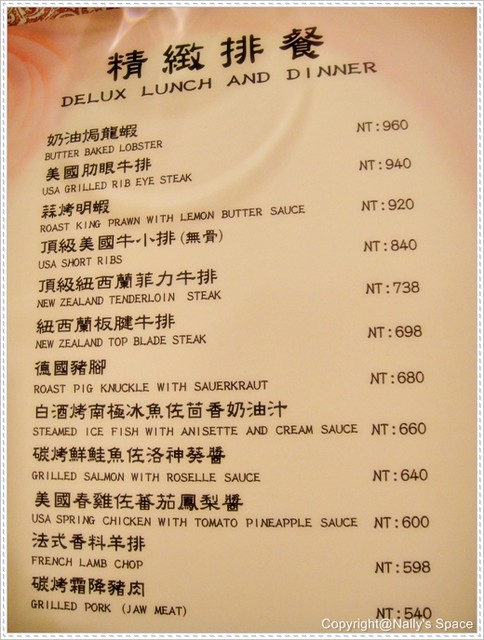 精緻排餐
DELUX LUNCH AND DINNER
奶油焗龍蝦 NT:960
BUTTER BAKED LOBSTER
美國肋眼牛排 NT:940
USA GRILLED RIB EYE STEAK
蒜烤明蝦 NT:920
ROAST KING PRAWN WITH LEMON BUTTER SAUCE
頂級美國牛小排(無骨) NT:840
USA SHORT RIBS
頂級紐西蘭菲力牛排 NT:738
NEW ZEALAND TENDERLOIN STEAK
紐西蘭板腱牛排 NT:698
NEW ZEALAND TOP BLADE STEAK
德國豬腳 NT:680
ROAST PIG KNUCKLE WITH SAUERKRAUT
白酒烤南極冰魚佐茴香奶油汁
STEAMED ICE FISH WITH ANISETTE AND CREAM SAUCE NT:660
碳烤鮮鮭魚佐洛神葵醬
GRILLED SALMON WITH ROSELLE SAUCE NT:640
美國春雞佐蕃茄鳳梨醬
USA SPRING CHICKEN WITH TOMATO PINEAPPLE SAUCE NT:600
法式香料羊排
FRENCH LAMB CHOP NT:598
碳烤霜降豬肉
GRILLED PORK (JAW MEAT) NT:540
Copyright@Nally's Space